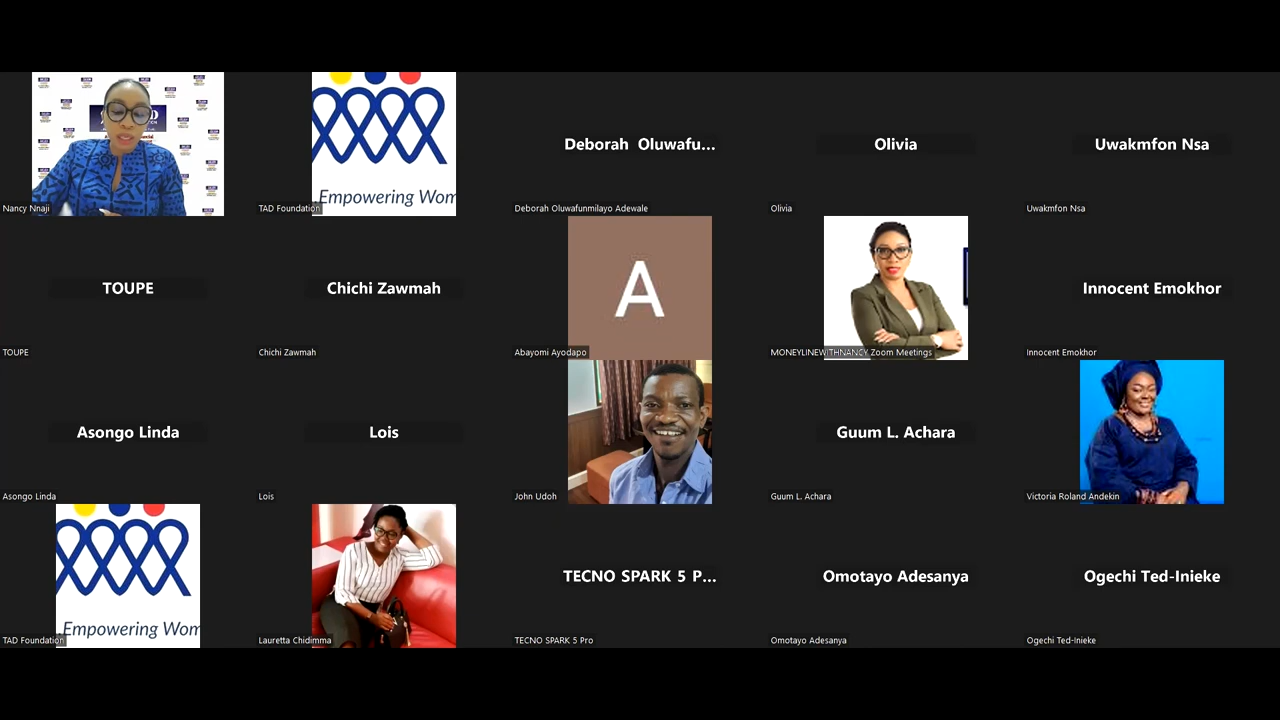 Nancy Nnaji
Empowering Wom
TAD Foundation
Deborah Oluwafu...
Deborah Oluwafunmilayo Adewale
Olivia
Olivia
Uwakmfon Nsa
Uwakmfon Nsa
TOUPE
TOUPE
Chichi Zawmah
Chichi Zawmah
A
Abayomi Ayodapo
MONEYLINEWITHNANCY Zoom Meetings
Innocent Emokhor
Innocent Emokhor
Asongo Linda
Asongo Linda
Lois
Lois
John Udoh
Guum L. Achara
Guum L. Achara
Victoria Roland Andekin
Empowering Wom
TAD Foundation
Lauretta Chidimma
TECNO SPARK 5 P...
TECNO SPARK 5 Pro
Omotayo Adesanya
Omotayo Adesanya
Ogechi Ted-Inieke
Ogechi Ted-Inieke